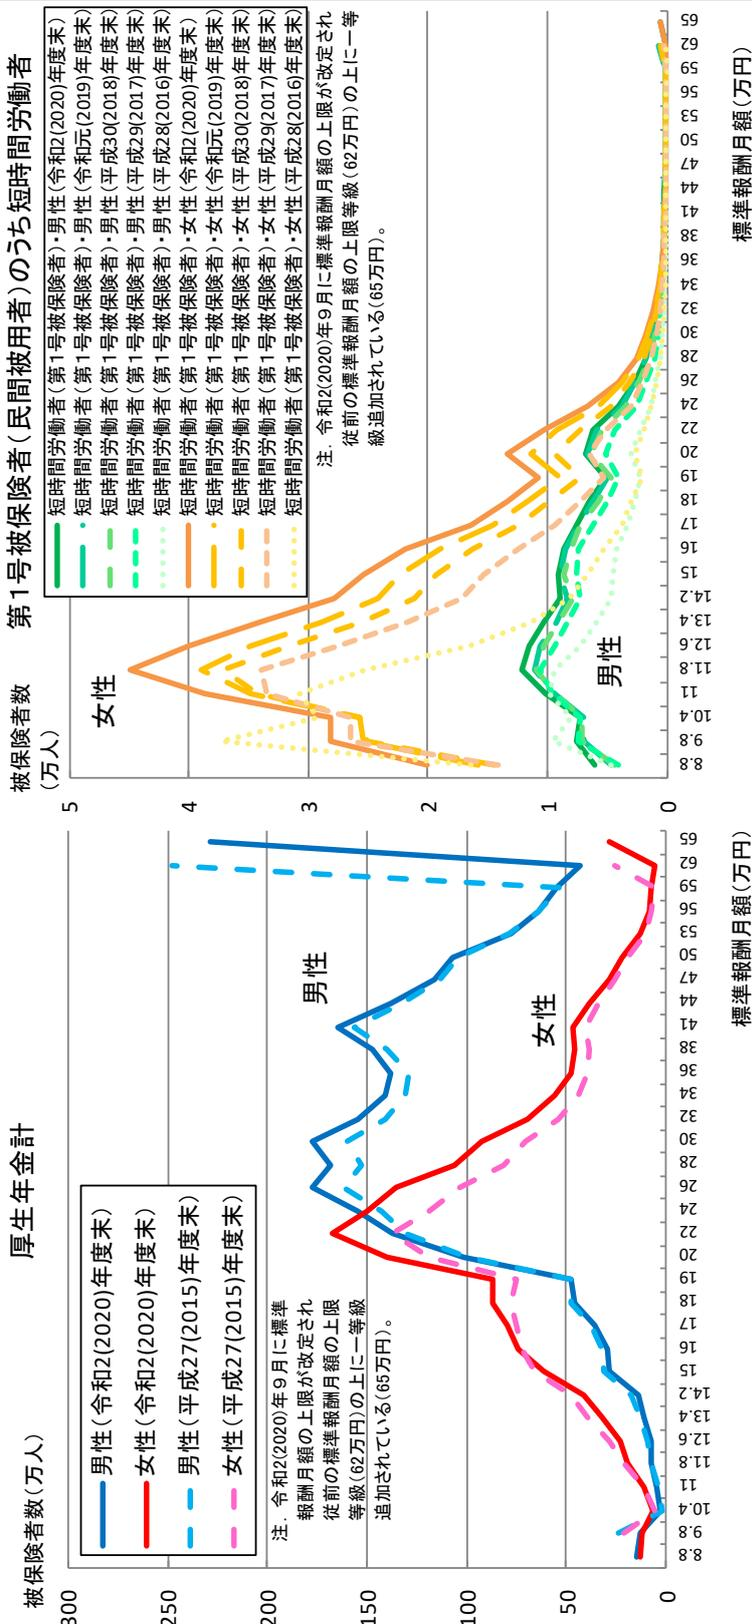 厚生年金計
被保険者数(万人)
300
250
200
150
100
50
0
男性(令和2(2020)年度末)
女性(令和2(2020)年度末)
男性(平成27(2015)年度末)
女性(平成27(2015)年度末)
注. 令和2(2020)年9月に標準
報酬月額の上限が改定され
従前の標準報酬月額の上限
等級(62万円)の上に一等級
追加されている(65万円)。
男性
女性
8.8 9.8 10.4 11 11.8 12.6 13.4 14.2 15 16 17 18 19 20 22 24 26 28 30 32 34 36 38 41 44 47 50 53 56 59 62 65
標準報酬月額(万円)
第1号被保険者(民間被用者)のうち短時間労働者
被保険者数
(万人)
5
4
3
2
1
0
短時間労働者(第1号被保険者)・男性(令和2(2020)年度末)
短時間労働者(第1号被保険者)・男性(令和元(2019)年度末)
短時間労働者(第1号被保険者)・男性(平成30(2018)年度末)
短時間労働者(第1号被保険者)・男性(平成29(2017)年度末)
短時間労働者(第1号被保険者)・男性(平成28(2016)年度末)
短時間労働者(第1号被保険者)・女性(令和2(2020)年度末)
短時間労働者(第1号被保険者)・女性(令和元(2019)年度末)
短時間労働者(第1号被保険者)・女性(平成30(2018)年度末)
短時間労働者(第1号被保険者)・女性(平成29(2017)年度末)
短時間労働者(第1号被保険者)・女性(平成28(2016)年度末)
注. 令和2(2020)年9月に標準報酬月額の上限が改定され
従前の標準報酬月額の上限等級(62万円)の上に一等
級追加されている(65万円)。
女性
男性
8.8 9.8 10.4 11 11.8 12.6 13.4 14.2 15 16 17 18 19 20 22 24 26 28 30 32 34 36 38 41 44 47 50 53 56 59 62 65
標準報酬月額(万円)